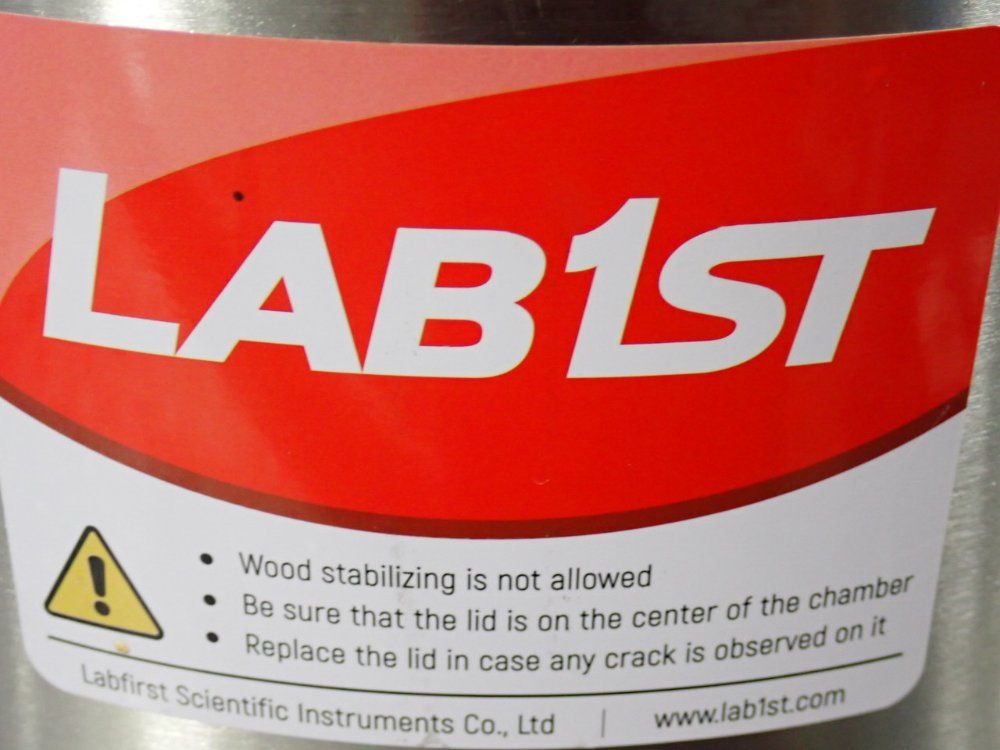 LAB1ST
• Wood stabilizing is not allowed
• Be sure that the lid is on the center of the chamber
• Replace the lid in case any crack is observed on it
Labfirst Scientific Instruments Co., Ltd | www.lab1st.com